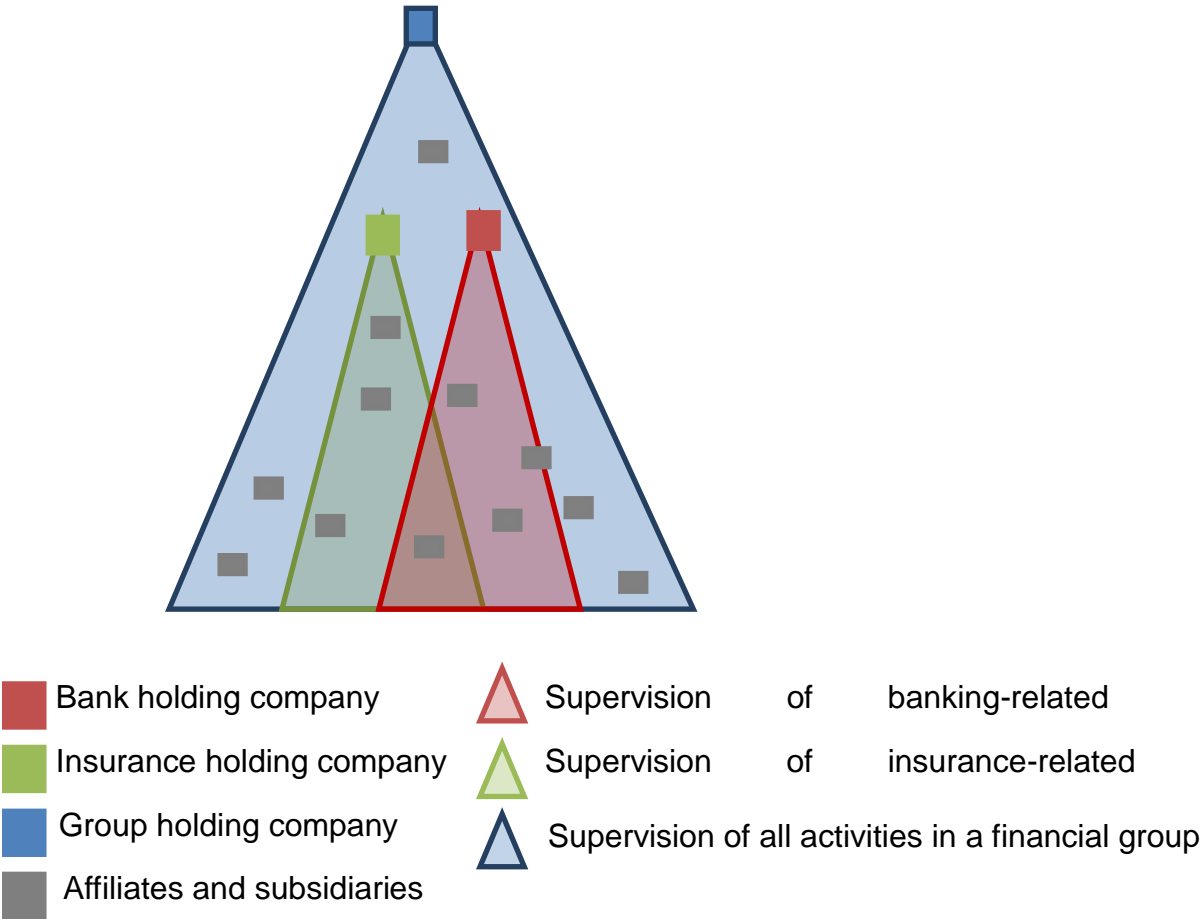 Bank holding company
Insurance holding company
Group holding company
Affiliates and subsidiaries
Supervision of banking-related
Supervision of insurance-related
Supervision of all activities in a financial group